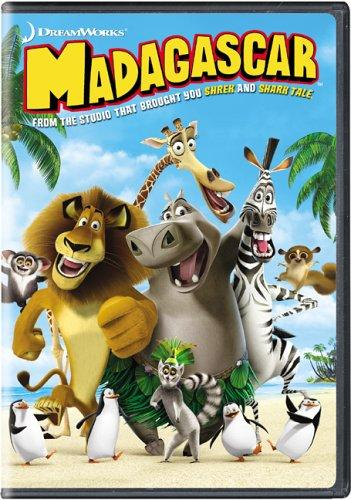 DREAMWORKS
MADAGASCAR
FROM THE STUDIO THAT BROUGHT YOU SHREK AND SHARK TALE